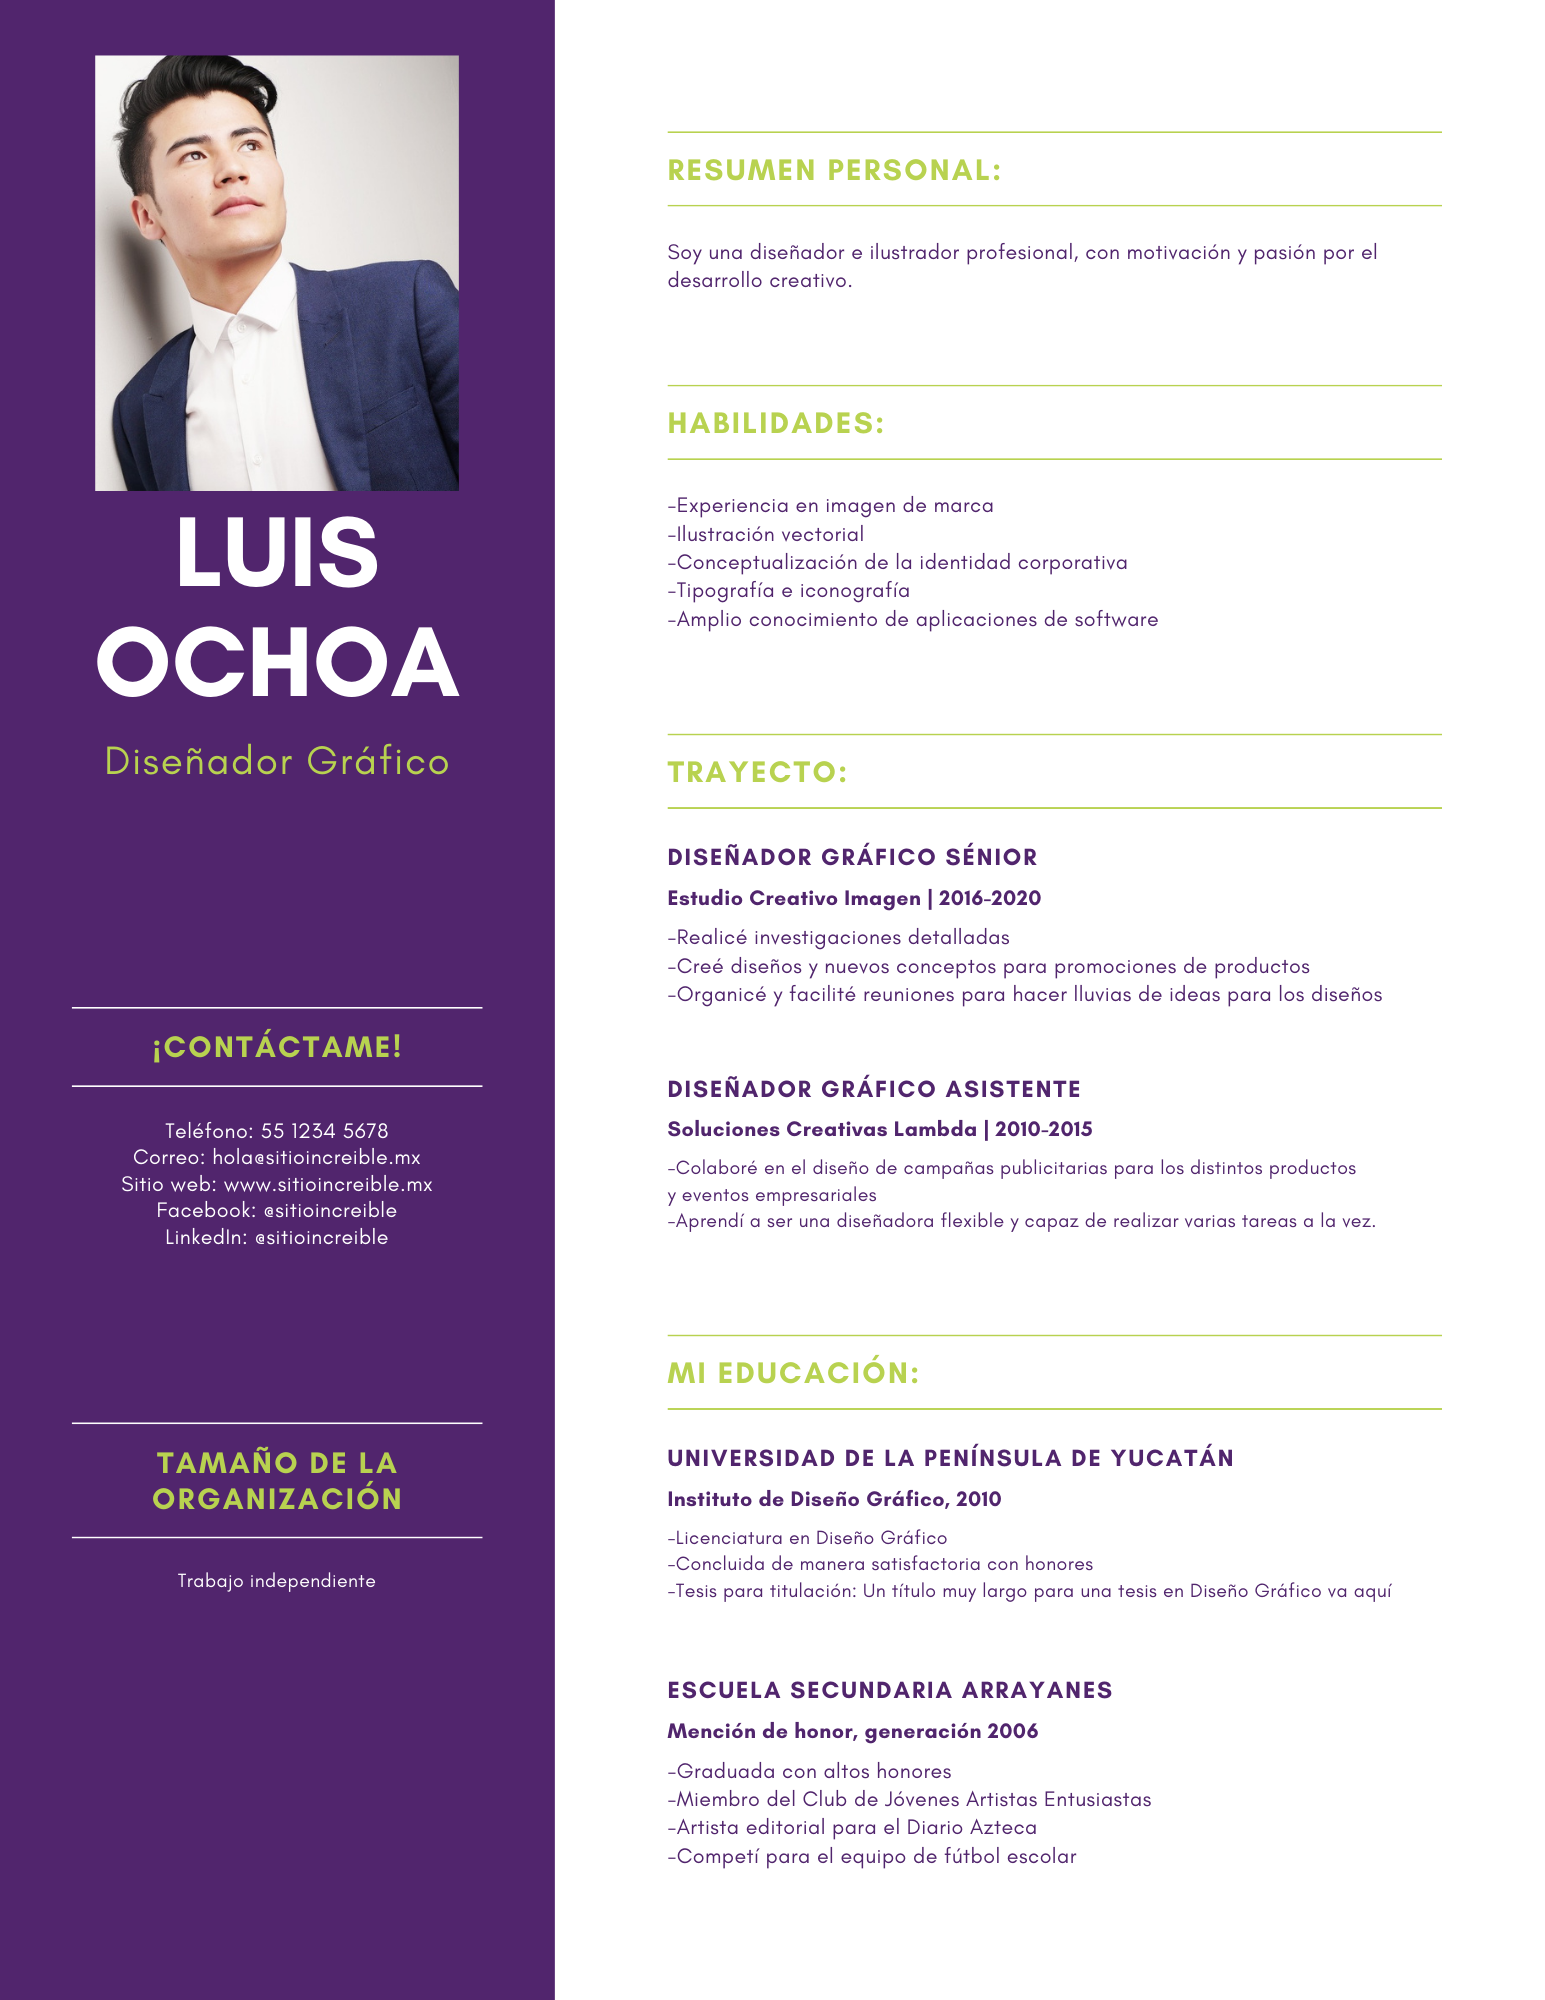 LUIS
OCHOA
Diseñador Gráfico
¡CONTÁCTAME!
Teléfono: 55 1234 5678
Correo: hola@sitioincreible.mx
Sitio web: www.sitioincreible.mx
Facebook: @sitioincreible
LinkedIn: @sitioincreible
TAMAÑO DE LA
ORGANIZACIÓN
Trabajo independiente
RESUMEN PERSONAL:
Soy una diseñador e ilustrador profesional, con motivación y pasión por el
desarrollo creativo.
HABILIDADES:
-Experiencia en imagen de marca
-Ilustración vectorial
-Conceptualización de la identidad corporativa
-Tipografía e iconografía
-Amplio conocimiento de aplicaciones de software
TRAYECTO:
DISEÑADOR GRÁFICO SÉNIOR
Estudio Creativo Imagen | 2016-2020
-Realicé investigaciones detalladas
-Creé diseños y nuevos conceptos para promociones de productos
-Organicé y facilité reuniones para hacer lluvias de ideas para los diseños
DISEÑADOR GRÁFICO ASISTENTE
Soluciones Creativas Lambda | 2010-2015
-Colaboré en el diseño de campañas publicitarias para los distintos productos
y eventos empresariales
-Aprendí a ser una diseñadora flexible y capaz de realizar varias tareas a la vez.
MI EDUCACIÓN:
UNIVERSIDAD DE LA PENÍNSULA DE YUCATÁN
Instituto de Diseño Gráfico, 2010
-Licenciatura en Diseño Gráfico
-Concluida de manera satisfactoria con honores
-Tesis para titulación: Un título muy largo para una tesis en Diseño Gráfico va aquí
ESCUELA SECUNDARIA ARRAYANES
Mención de honor, generación 2006
-Graduada con altos honores
-Miembro del Club de Jóvenes Artistas Entusiastas
-Artista editorial para el Diario Azteca
-Competí para el equipo de fútbol escolar